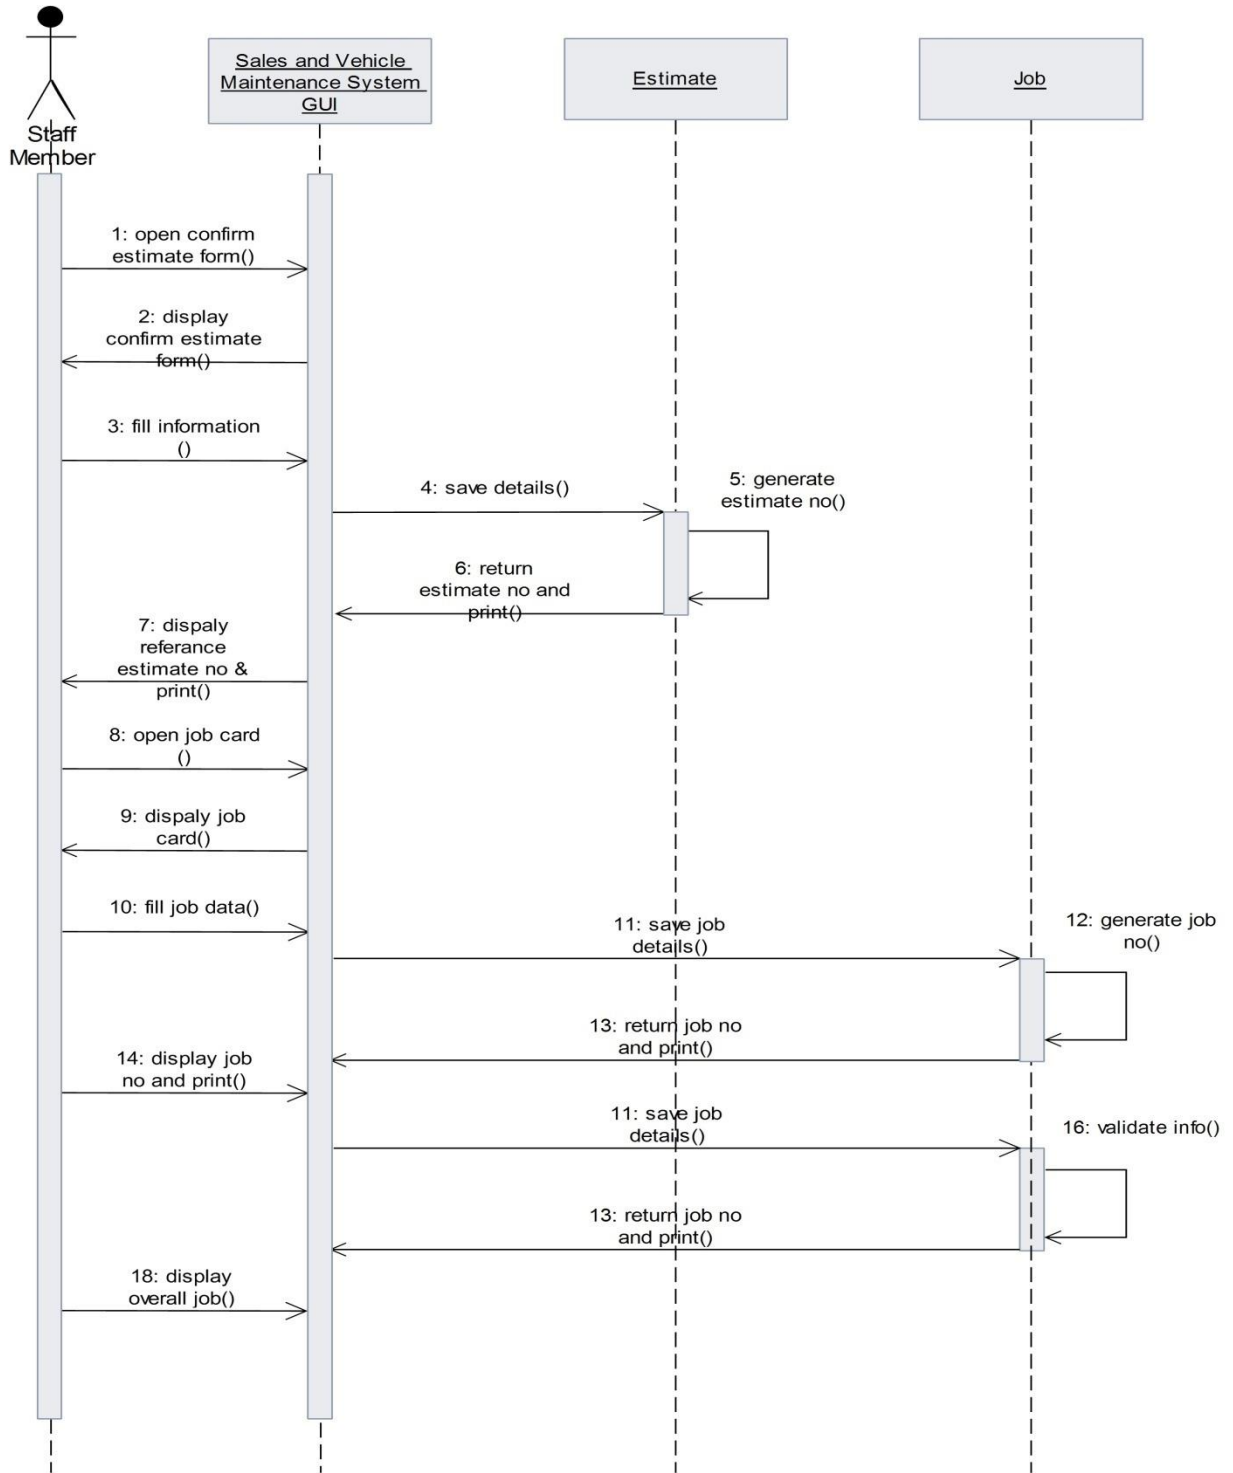 Staff
Member
Sales and Vehicle
Maintenance System
GUI
Estimate
Job
1: open confirm
estimate form()
2: display
confirm estimate
form()
3: fill information
()
4: save details()
5: generate
estimate no()
6: return
estimate no and
print()
7: dispaly
referance
estimate no &
print()
8: open job card
()
9: dispaly job
card()
10: fill job data()
11: save job
details()
12: generate job
no()
13: return job no
and print()
14: display job
no and print()
11: save job
details()
16: validate info()
13: return job no
and print()
18: display
overall job()